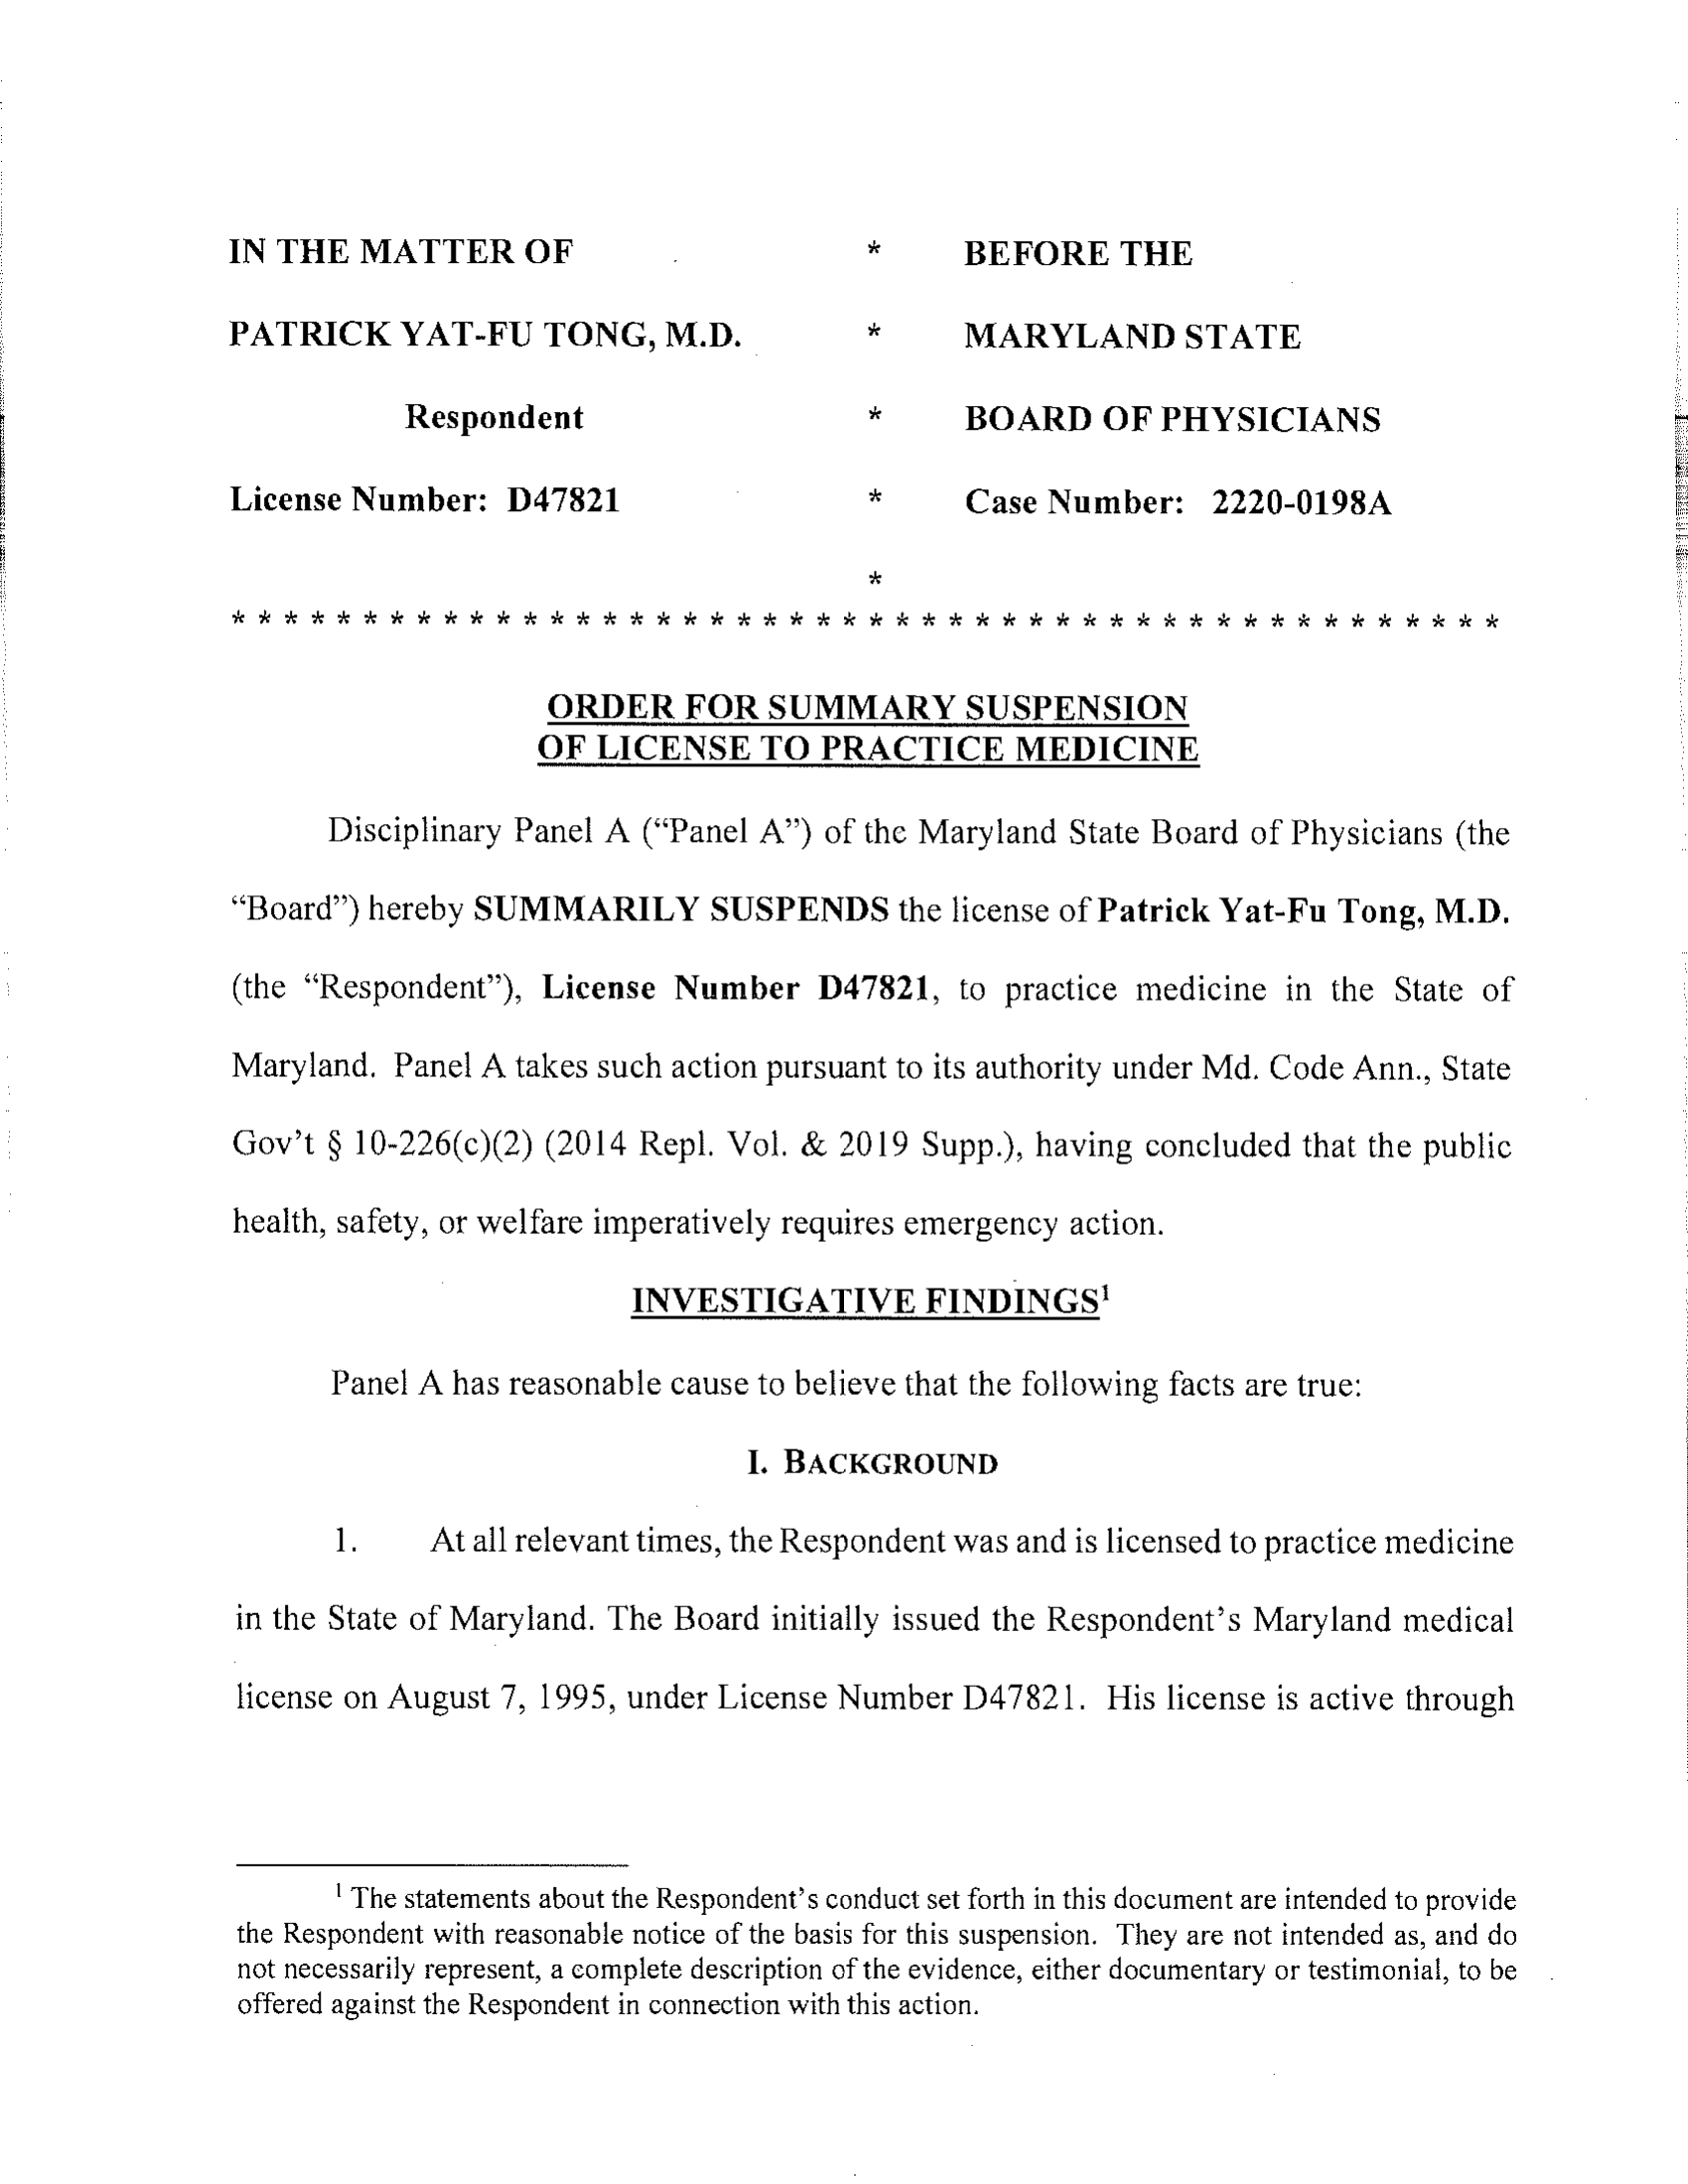 IN THE MATTER OF * BEFORE THE
PATRICK YAT-FU TONG, M.D. * MARYLAND STATE
Respondent * BOARD OF PHYSICIANS
License Number: D47821 * Case Number: 2220-0198A
*
* * * * * * * * * * * * * * * * * * * * * * * * * * * * * * * * * * * * * * * * * * * * * * * *
ORDER FOR SUMMARY SUSPENSION
OF LICENSE TO PRACTICE MEDICINE
Disciplinary Panel A (“Panel A”) of the Maryland State Board of Physicians (the
“Board”) hereby SUMMARILY SUSPENDS the license of Patrick Yat-Fu Tong, M.D.
(the “Respondent”), License Number D47821, to practice medicine in the State of
Maryland. Panel A takes such action pursuant to its authority under Md. Code Ann., State
Gov’t § 10-226(c)(2) (2014 Repl. Vol. & 2019 Supp.), having concluded that the public
health, safety, or welfare imperatively requires emergency action.
INVESTIGATIVE FINDINGS¹
Panel A has reasonable cause to believe that the following facts are true:
I. BACKGROUND
1. At all relevant times, the Respondent was and is licensed to practice medicine
in the State of Maryland. The Board initially issued the Respondent’s Maryland medical
license on August 7, 1995, under License Number D47821. His license is active through
¹ The statements about the Respondent’s conduct set forth in this document are intended to provide
the Respondent with reasonable notice of the basis for this suspension. They are not intended as, and do
not necessarily represent, a complete description of the evidence, either documentary or testimonial, to be
offered against the Respondent in connection with this action.